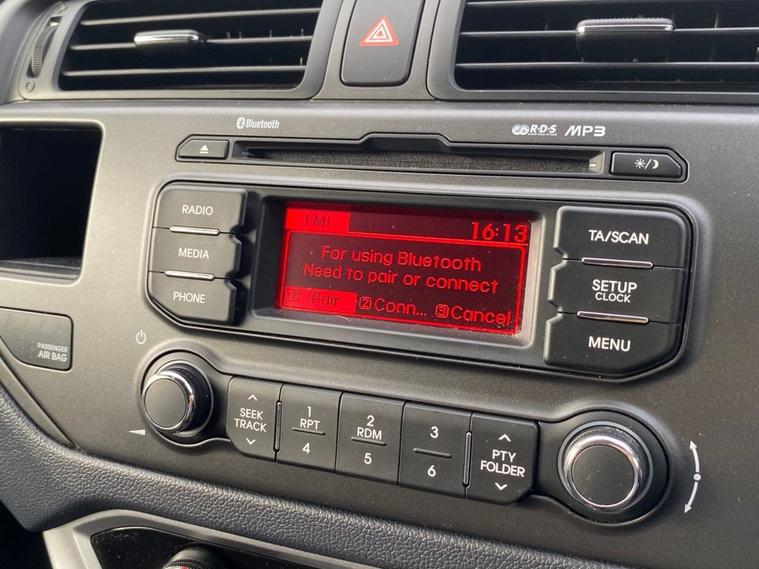 Bluetooth
R·D·S MP3
RADIO
MEDIA
PHONE
FM1
16:13
For using Bluetooth
Need to pair or connect
1 Pair
2 Conn...
3 Cancel
TA/SCAN
SETUP
CLOCK
MENU
PASSENGER
AIR BAG
SEEK
TRACK
1
RPT
4
2
RDM
5
3
6
PTY
FOLDER